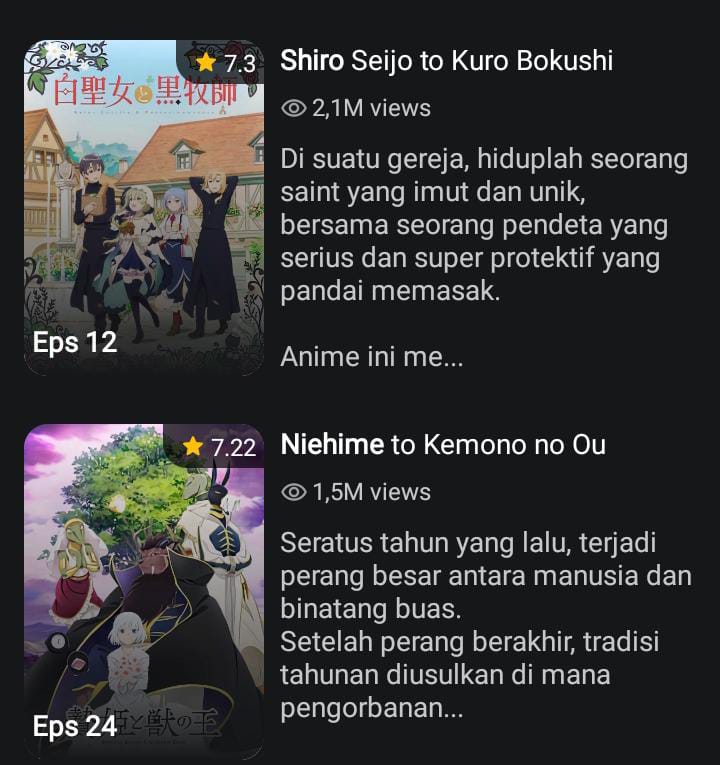 7.3
白聖女と黒牧師
Eps 12
Shiro Seijo to Kuro Bokushi
2,1M views
Di suatu gereja, hiduplah seorang
saint yang imut dan unik,
bersama seorang pendeta yang
serius dan super protektif yang
pandai memasak.
Anime ini me...
7.22
贄姫と獣の王
Eps 24
Niehime to Kemono no Ou
1,5M views
Seratus tahun yang lalu, terjadi
perang besar antara manusia dan
binatang buas.
Setelah perang berakhir, tradisi
tahunan diusulkan di mana
pengorbanan...